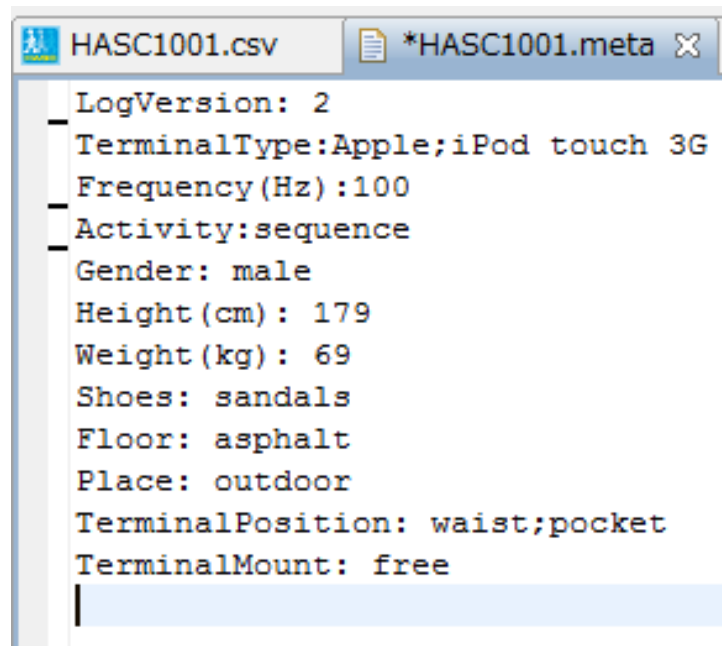 HASC1001.csv *HASC1001.meta
LogVersion: 2
TerminalType:Apple;iPod touch 3G
Frequency(Hz):100
Activity:sequence
Gender: male
Height(cm): 179
Weight(kg): 69
Shoes: sandals
Floor: asphalt
Place: outdoor
TerminalPosition: waist;pocket
TerminalMount: free